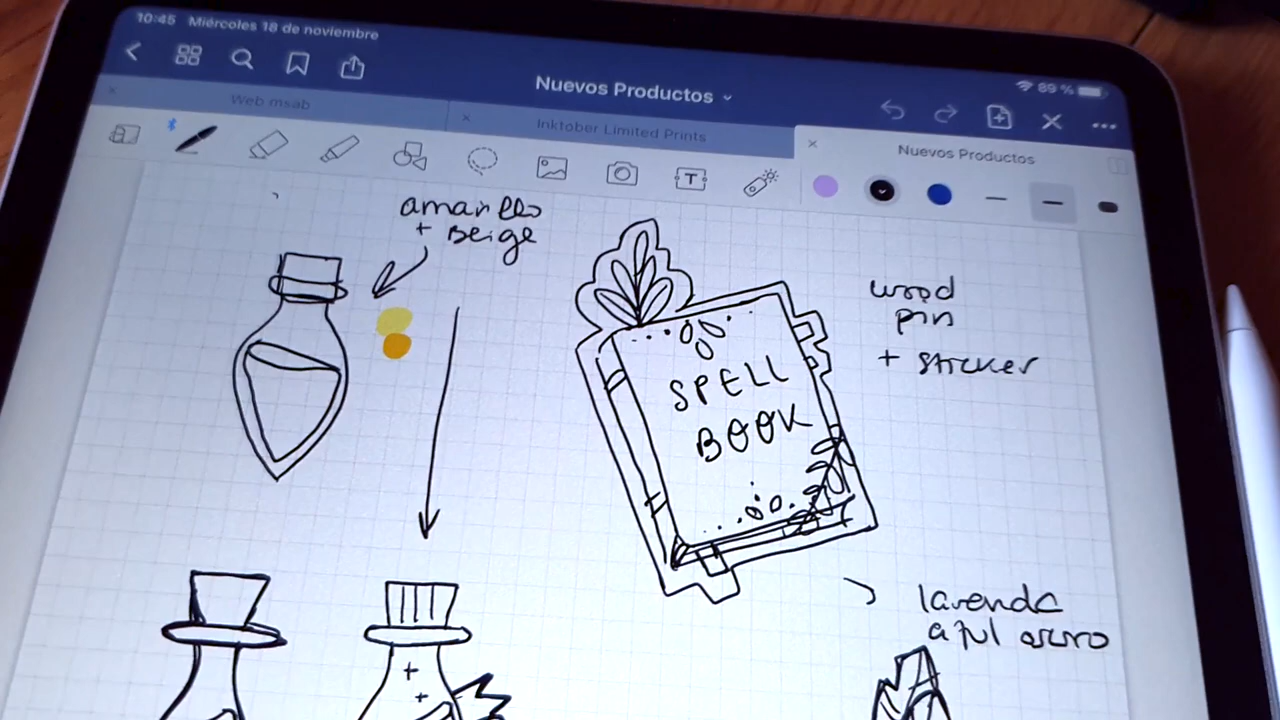 10:45 Miércoles 18 de noviembre
89 %
Nuevos Productos
Web msab
Inktober Limited Prints
Nuevos Productos
T
amarillo
+ Beige
SPELL
BOOK
wood
pin
+ sticker
lavenda
azul oscuro